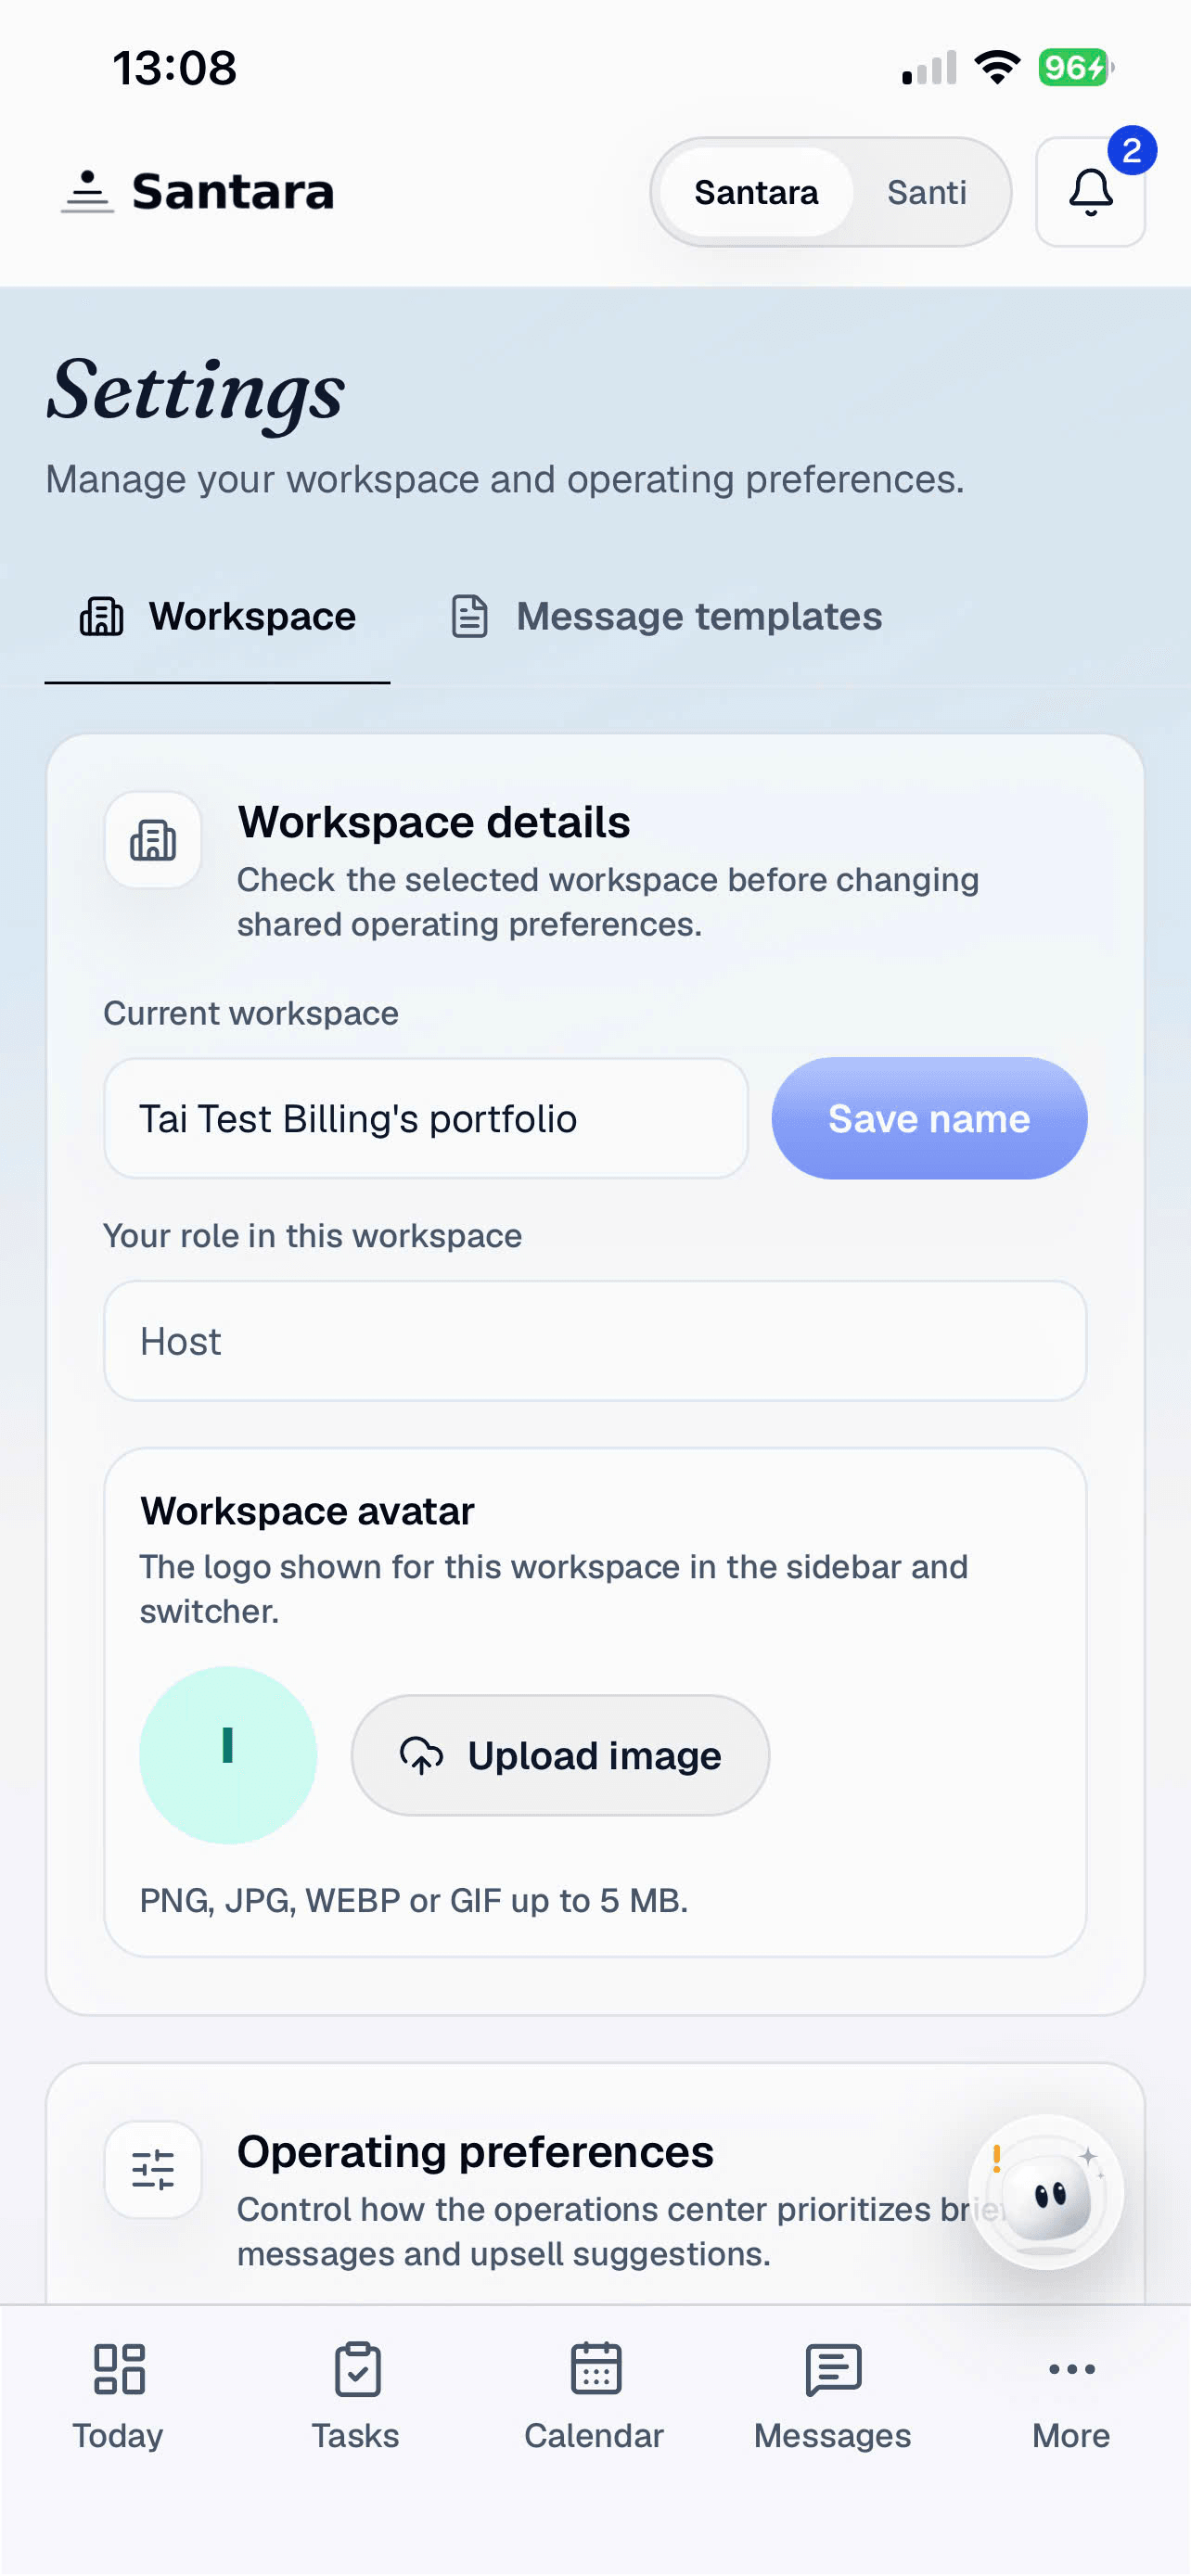 13:08
96
Santara
Santara
Santi
2
Settings
Manage your workspace and operating preferences.
Workspace
Message templates
Workspace details
Check the selected workspace before changing
shared operating preferences.
Current workspace
Tai Test Billing's portfolio
Save name
Your role in this workspace
Host
Workspace avatar
The logo shown for this workspace in the sidebar and
switcher.
I
Upload image
PNG, JPG, WEBP or GIF up to 5 MB.
Operating preferences
Control how the operations center prioritizes
messages and upsell suggestions.
Today
Tasks
Calendar
Messages
More